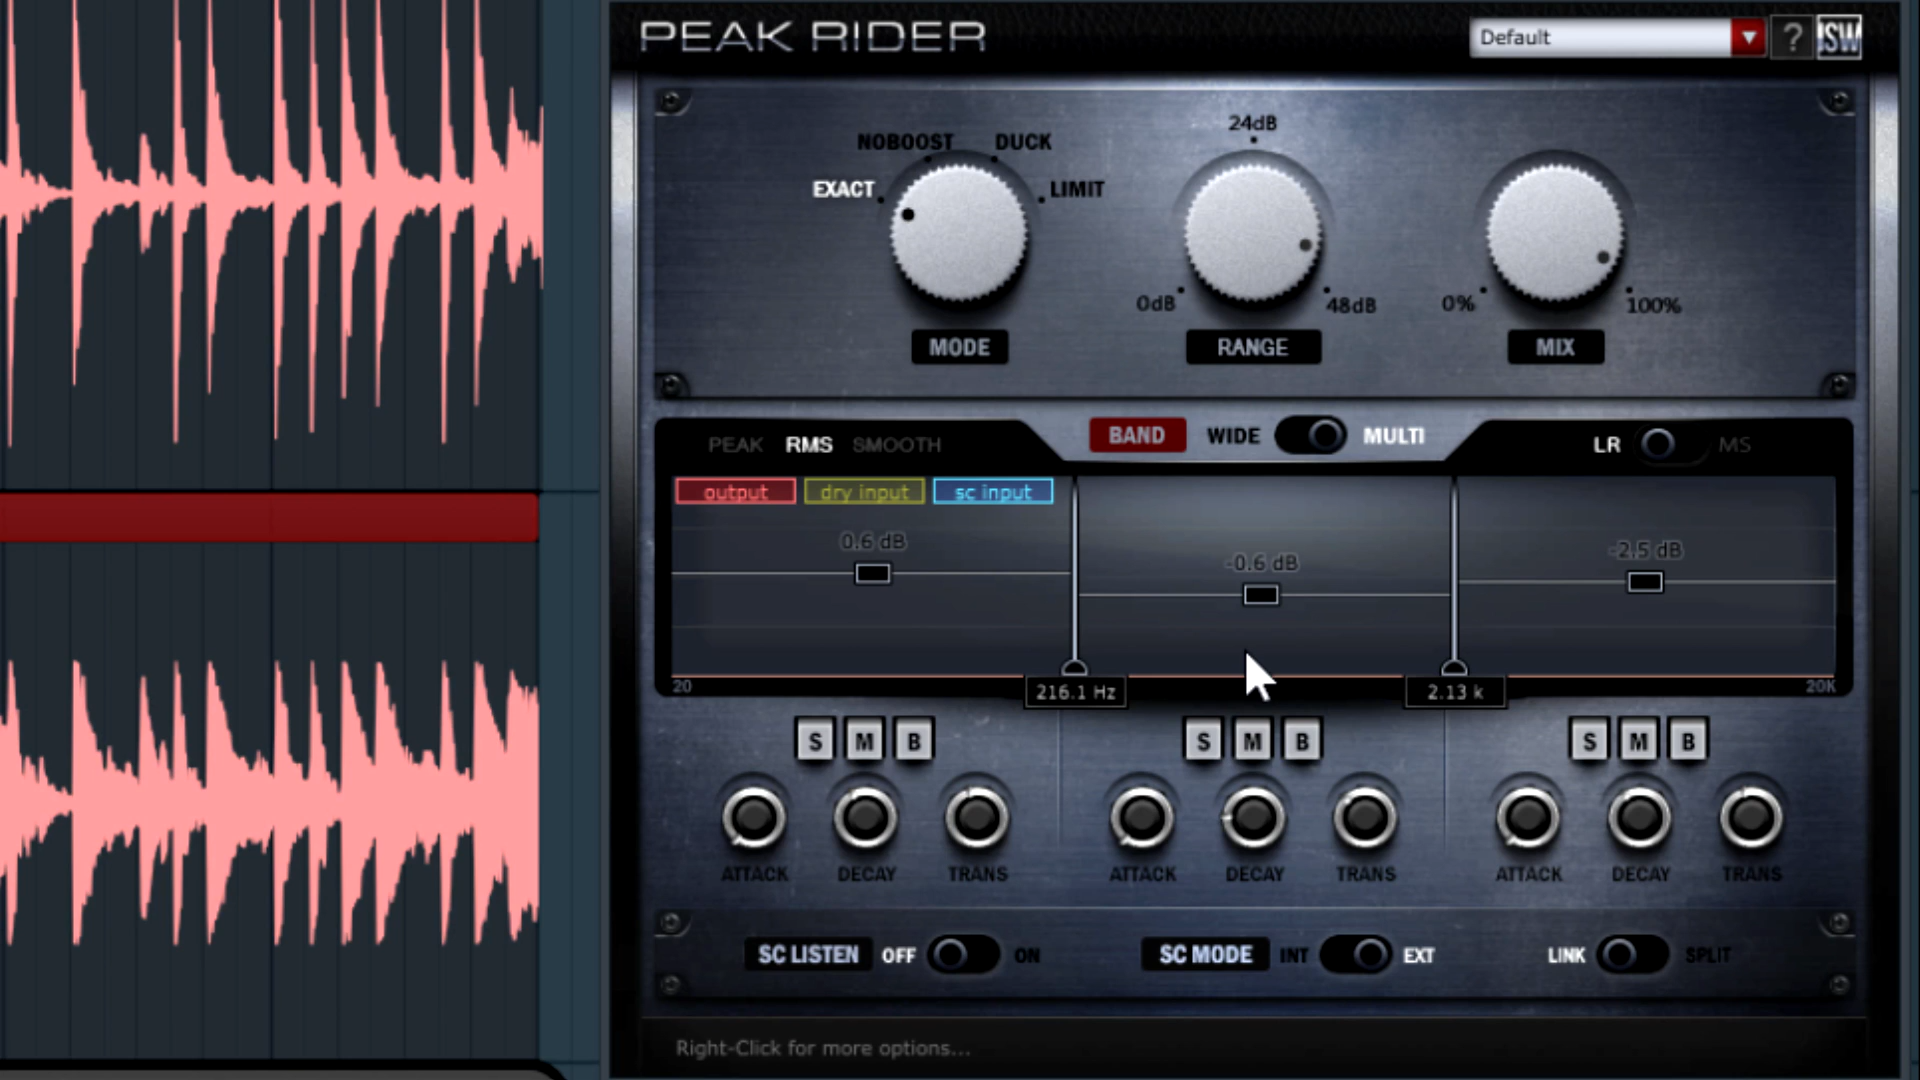 PEAK RIDER
Default
?
ISW
24dB
NOBOOST DUCK
EXACT LIMIT
0dB 48dB 0% 100%
MODE RANGE MIX
PEAK RMS SMOOTH BAND WIDE MULTI LR MS
output dry input sc input
0.6 dB -0.6 dB -2.5 dB
20 216.1 Hz 2.13 k 20K
S M B S M B S M B
ATTACK DECAY TRANS ATTACK DECAY TRANS ATTACK DECAY TRANS
SC LISTEN OFF ON SC MODE INT EXT LINK SPLIT
Right-Click for more options...